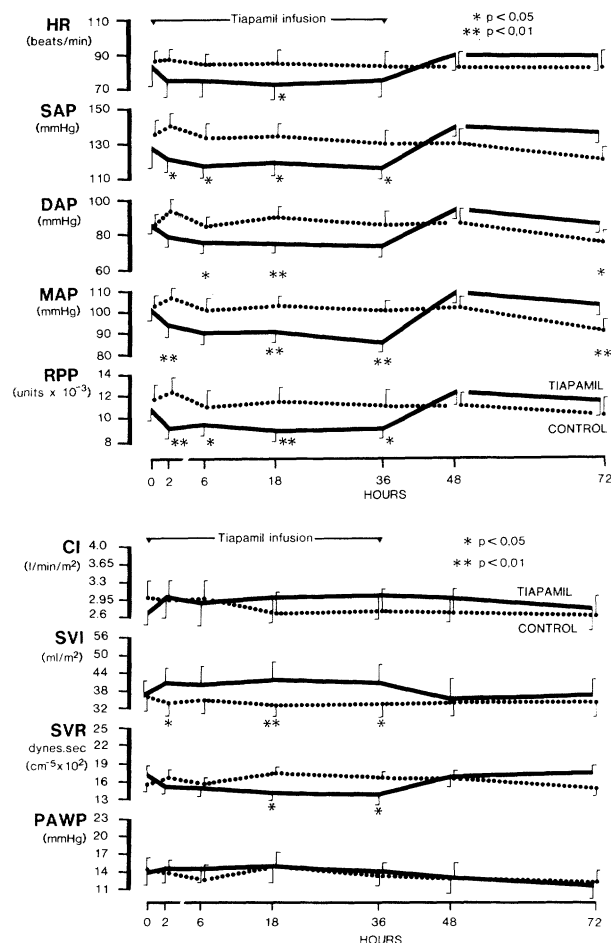 HR
(beats/min)
110
90
70
Tiapamil infusion
* p<0.05
** p<0.01
*
SAP
(mmHg)
150
130
110
* * * *
DAP
(mmHg)
100
80
60
* ** *
MAP
(mmHg)
110
100
90
80
** ** ** **
RPP
(units x 10⁻³)
14
12
10
8
TIAPAMIL
CONTROL
** * ** *
0 2 6 18 36 48 72
HOURS
CI
(l/min/m²)
4.0
3.65
3.3
2.95
2.6
Tiapamil infusion
* p<0.05
** p<0.01
TIAPAMIL
CONTROL
SVI
(ml/m²)
56
50
44
38
32
* ** *
SVR
dynes.sec
(cm⁻⁵x10²)
25
22
19
16
13
* *
PAWP
(mmHg)
23
20
17
14
11
0 2 6 18 36 48 72
HOURS